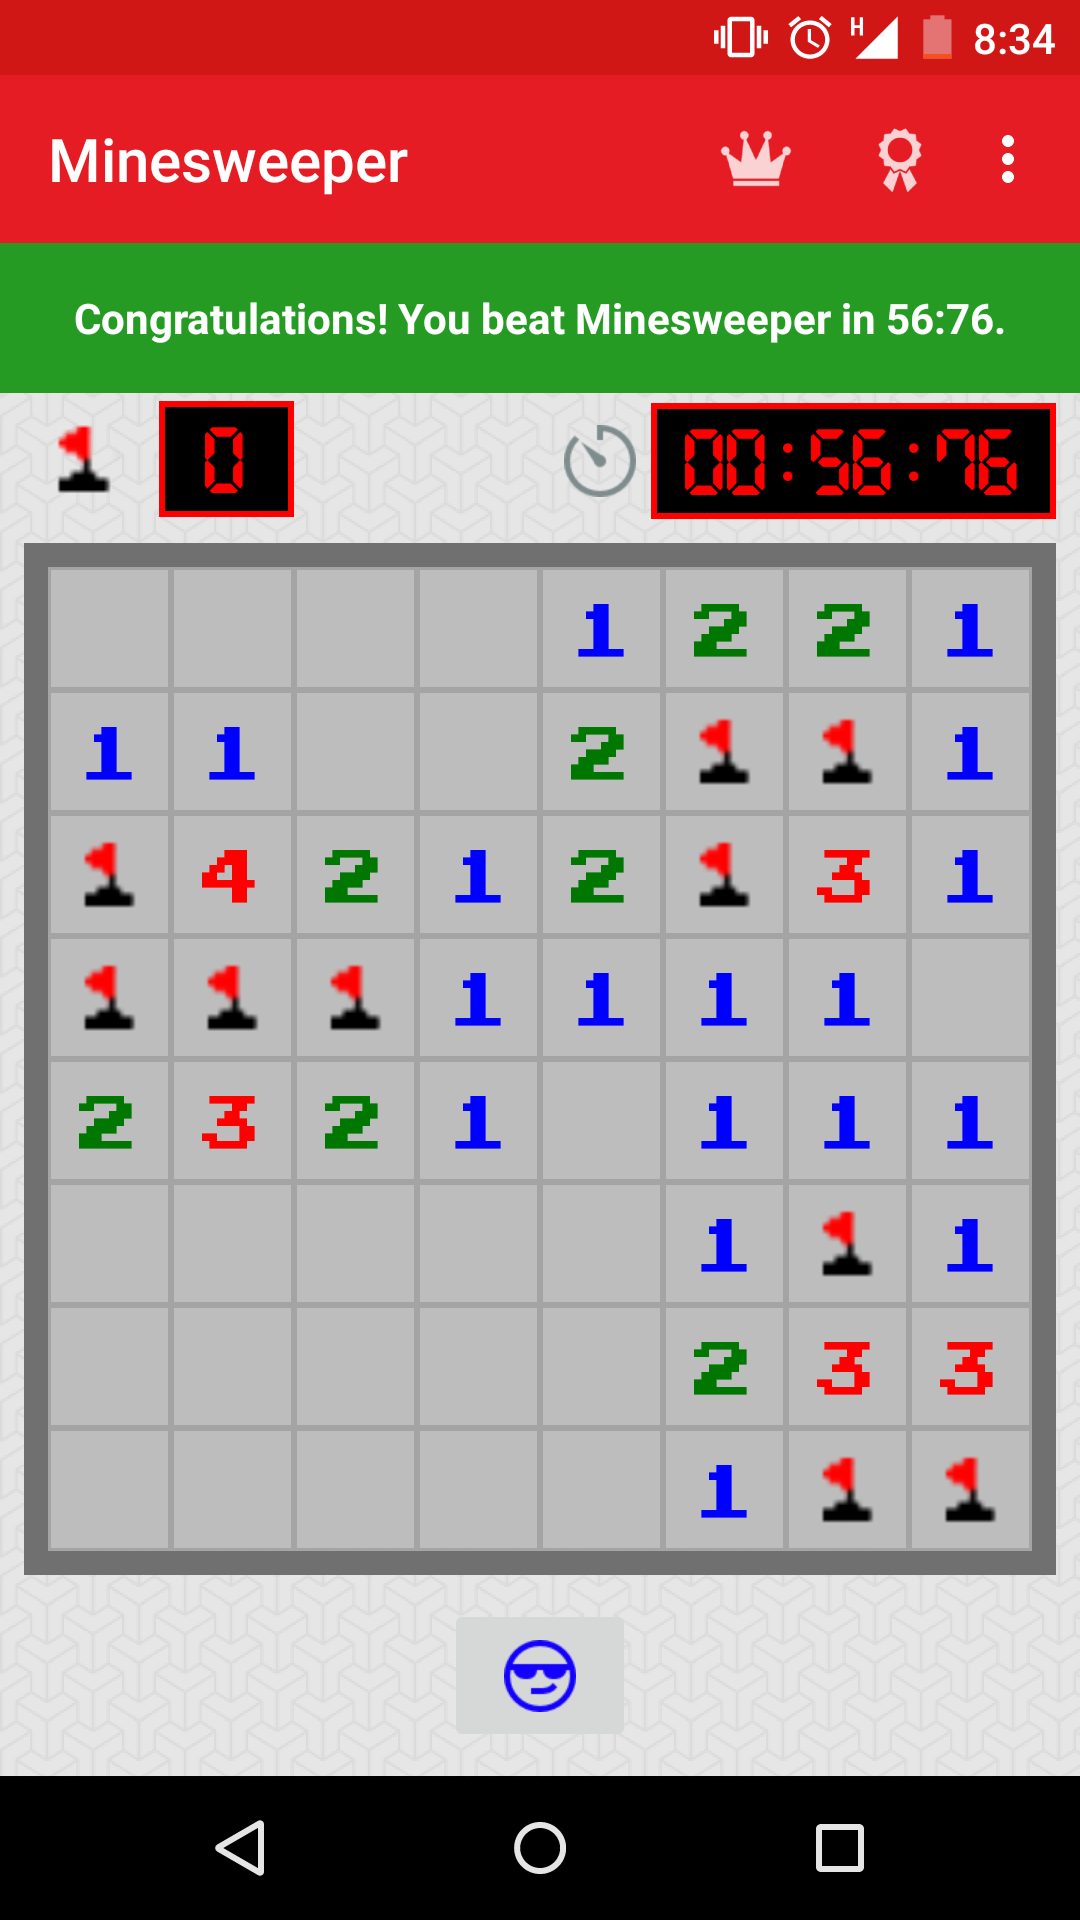 H 8:34
Minesweeper
Congratulations! You beat Minesweeper in 56:76.
0 00:56:76
1 2 2 1
1 1 2 1
4 2 1 2 3 1
1 1 1 1
2 3 2 1 1 1 1
1 1
2 3 3
1